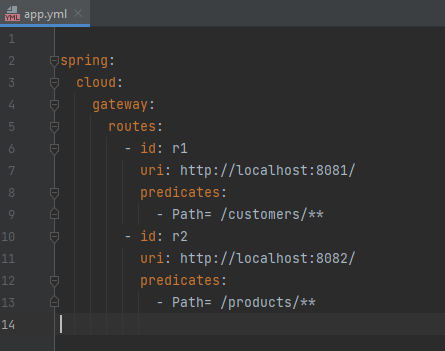 app.yml
1
2 spring:
3   cloud:
4     gateway:
5       routes:
6         - id: r1
7           uri: http://localhost:8081/
8           predicates:
9             - Path= /customers/**
10         - id: r2
11           uri: http://localhost:8082/
12           predicates:
13             - Path= /products/**
14